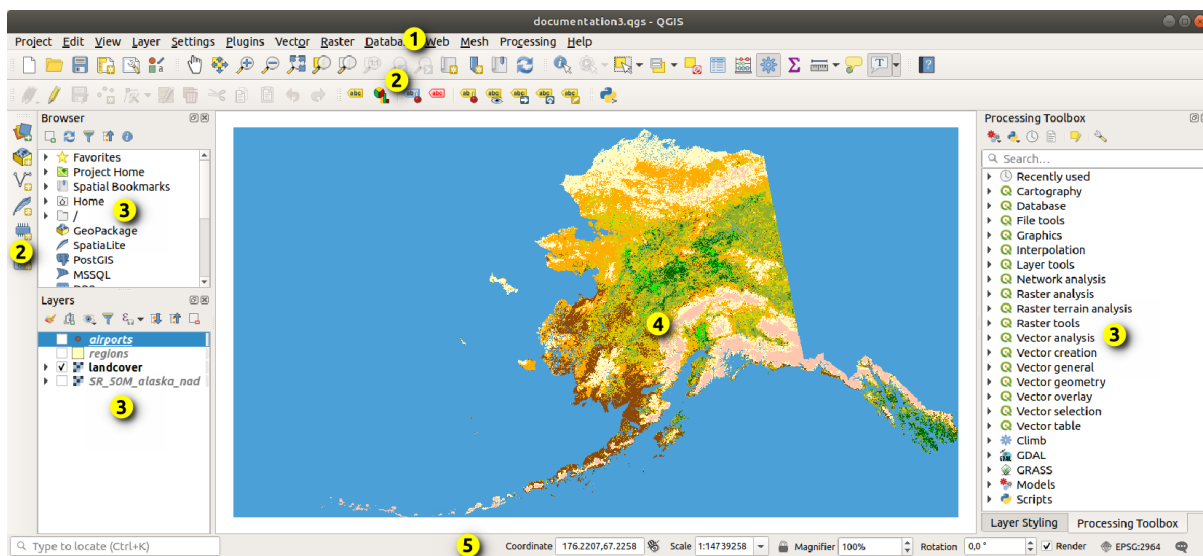 documentation3.qgs - QGIS
Project Edit View Layer Settings Plugins Vector Raster Database Web Mesh Processing Help
1
2
Browser
Favorites
Project Home
Spatial Bookmarks
Home
/
3
GeoPackage
SpatiaLite
PostGIS
MSSQL
2
Layers
airports
regions
landcover
SR_50M_alaska_nad
3
4
Processing Toolbox
Search...
Recently used
Cartography
Database
File tools
Graphics
Interpolation
Layer tools
Network analysis
Raster analysis
Raster terrain analysis
Raster tools
Vector analysis
3
Vector creation
Vector general
Vector geometry
Vector overlay
Vector selection
Vector table
Climb
GDAL
GRASS
Models
Scripts
Layer Styling Processing Toolbox
Type to locate (Ctrl+K)
5
Coordinate 176.2207,67.2258 Scale 1:14739258 Magnifier 100% Rotation 0,0 ° Render EPSG:2964